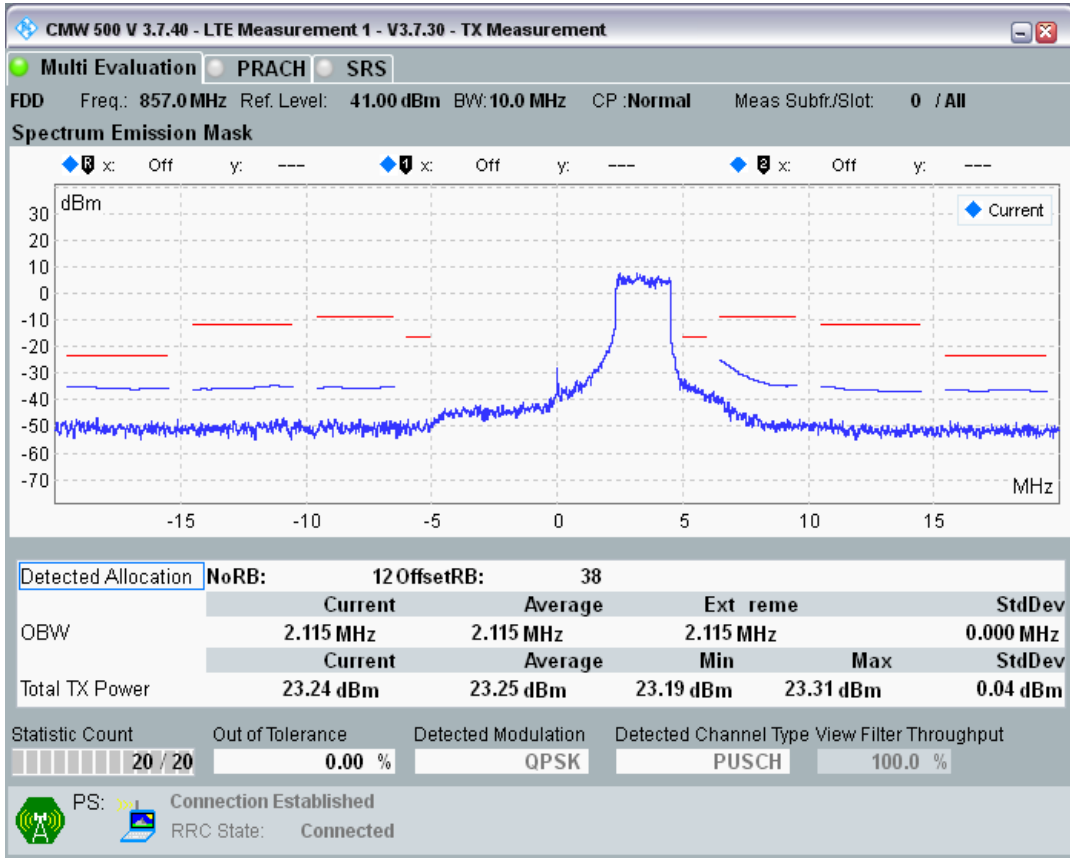 CMW 500 V 3.7.40 - LTE Measurement 1 - V3.7.30 - TX Measurement
Multi Evaluation PRACH SRS
FDD Freq.: 857.0 MHz Ref. Level: 41.00 dBm BW: 10.0 MHz CP :Normal Meas Subfr./Slot: 0 / All
Spectrum Emission Mask
R x: Off y: --- 1 x: Off y: --- 2 x: Off y: ---
dBm
Current
30
20
10
0
-10
-20
-30
-40
-50
-60
-70
MHz
-15 -10 -5 0 5 10 15
Detected Allocation NoRB: 12 OffsetRB: 38
Current Average Ext reme StdDev
OBW 2.115 MHz 2.115 MHz 2.115 MHz 0.000 MHz
Current Average Min Max StdDev
Total TX Power 23.24 dBm 23.25 dBm 23.19 dBm 23.31 dBm 0.04 dBm
Statistic Count Out of Tolerance Detected Modulation Detected Channel Type View Filter Throughput
20 / 20 0.00 % QPSK PUSCH 100.0 %
PS: Connection Established
RRC State: Connected